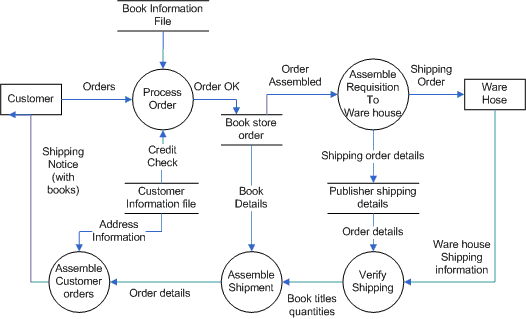 Book Information
File
Orders
Process
Order
Order OK
Order
Assembled
Assemble
Requisition
To
Ware house
Shipping
Order
Customer
Ware
Hose
Book store
order
Shipping
Notice
(with
books)
Credit
Check
Shipping order details
Customer
Information file
Book
Details
Publisher shipping
details
Address
Information
Order details
Ware house
Shipping
information
Assemble
Customer
orders
Order details
Assemble
Shipment
Book titles
quantities
Verify
Shipping